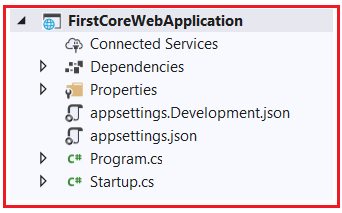 FirstCoreWebApplication
Connected Services
Dependencies
Properties
appsettings.Development.json
appsettings.json
C# Program.cs
C# Startup.cs